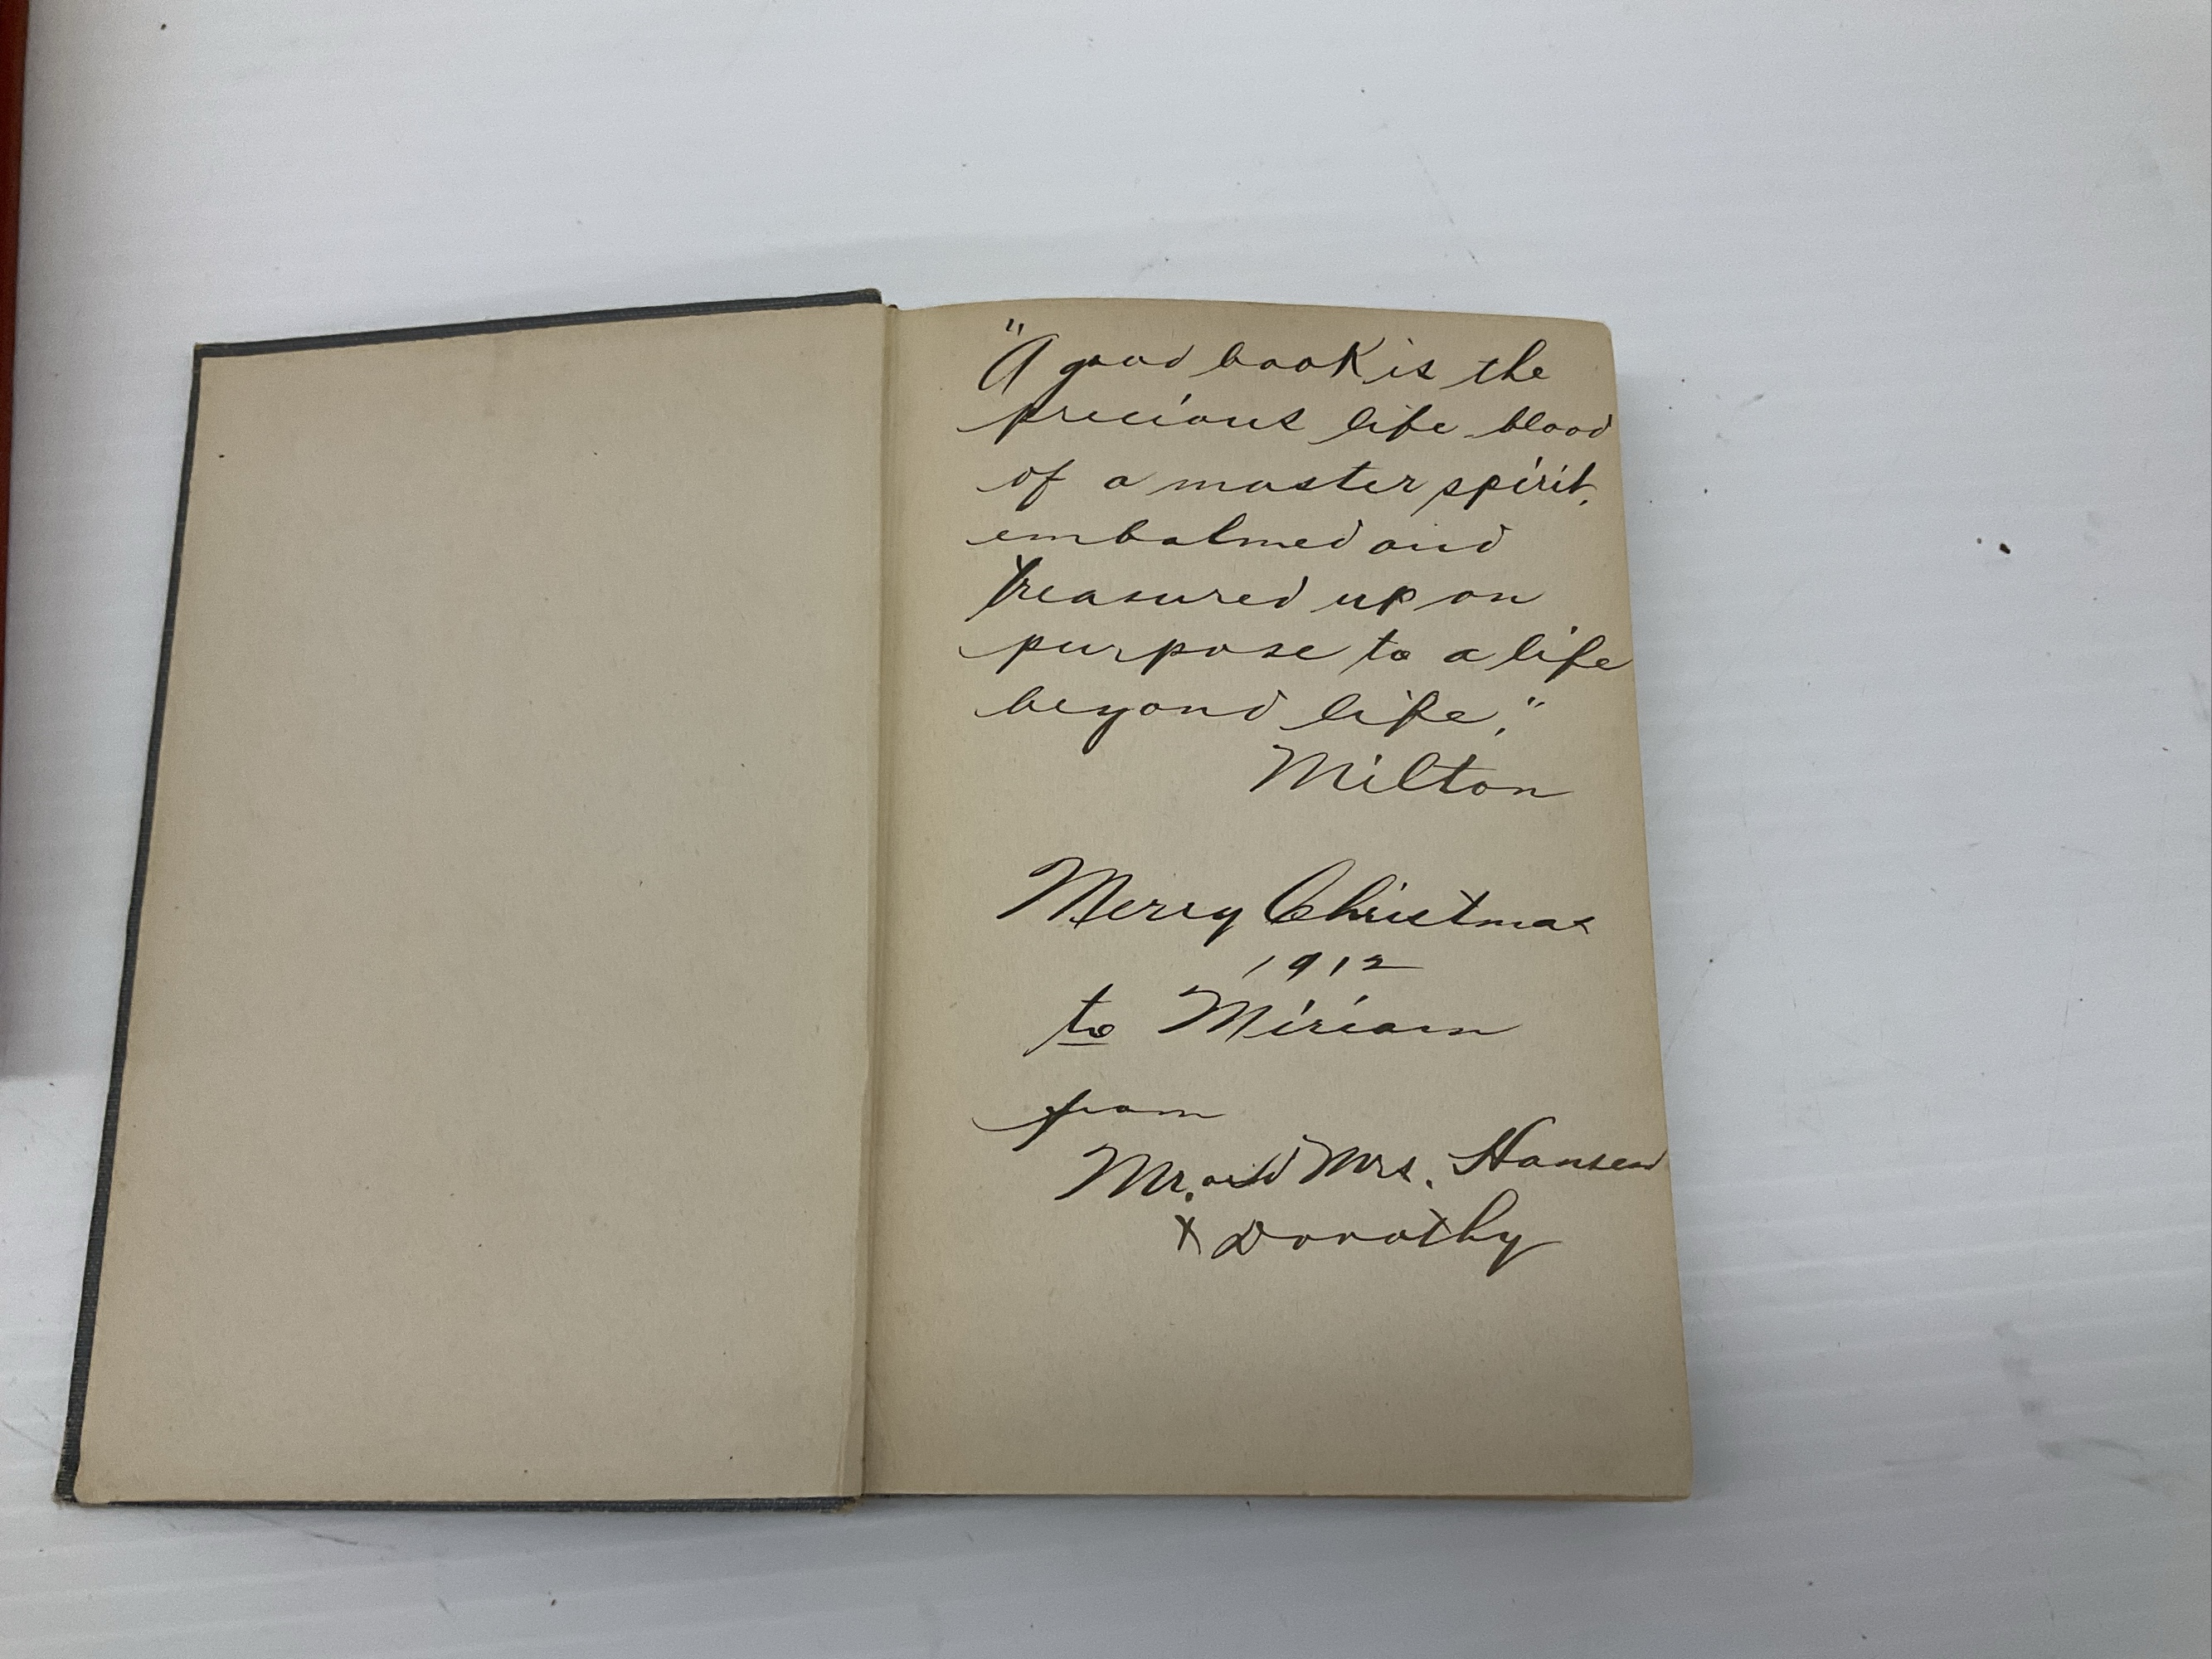 "A good book is the
precious life-blood
of a master spirit,
embalmed and
treasured up on
purpose to a life
beyond life,"
Milton
Merry Christmas
1912
to Miriam
from
Mr. and Mrs. Hansen
+ Dorothy